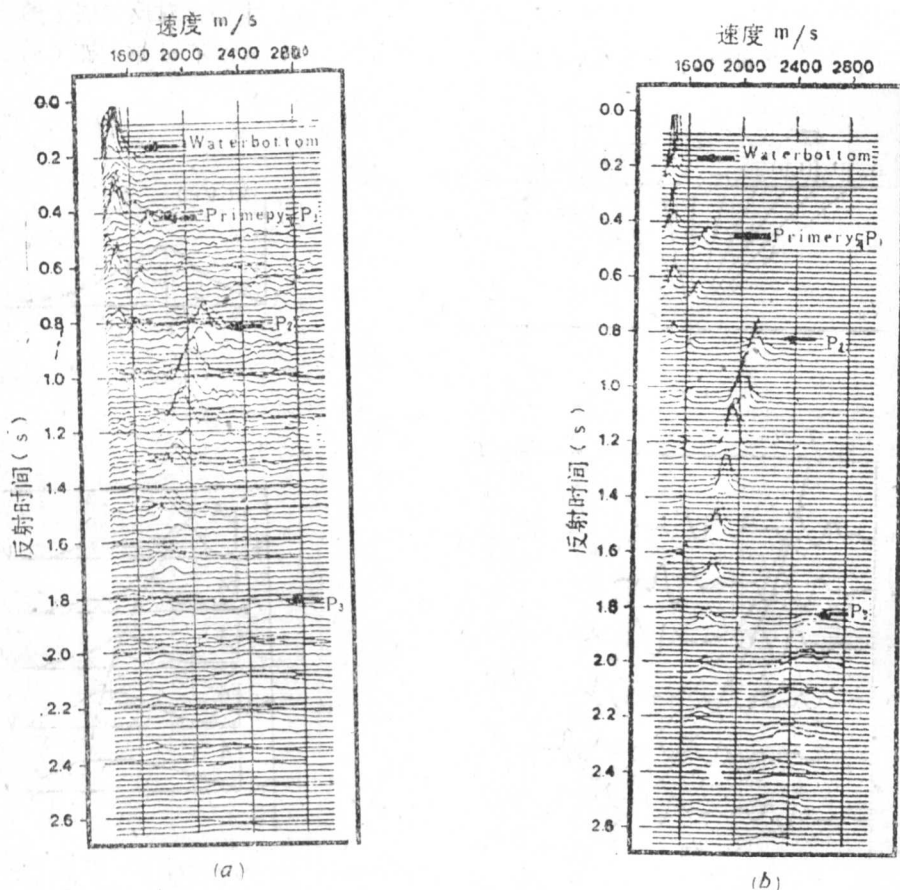 速度 m/s
1600 2000 2400 2800
0.0
0.2
0.4
0.6
0.8
1.0
1.2
1.4
1.6
1.8
2.0
2.2
2.4
2.6
反射时间(s)
Waterbottom
Primepy-P₁
P₂
P₃
(a)
速度 m/s
1600 2000 2400 2800
0.0
0.2
0.4
0.6
0.8
1.0
1.2
1.4
1.6
1.8
2.0
2.2
2.4
2.6
反射时间(s)
Waterbottom
Primery-P₁
P₂
P₃
(b)